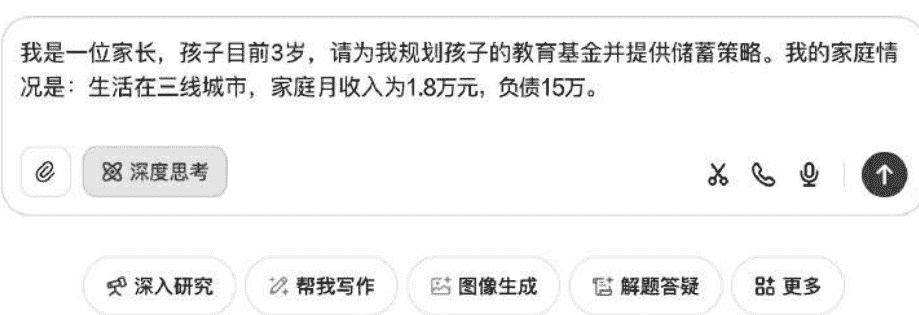 我是一位家长，孩子目前3岁，请为我规划孩子的教育基金并提供储蓄策略。我的家庭情
况是：生活在三线城市，家庭月收入为1.8万元，负债15万。
深度思考
深入研究 帮我写作 图像生成 解题答疑 更多